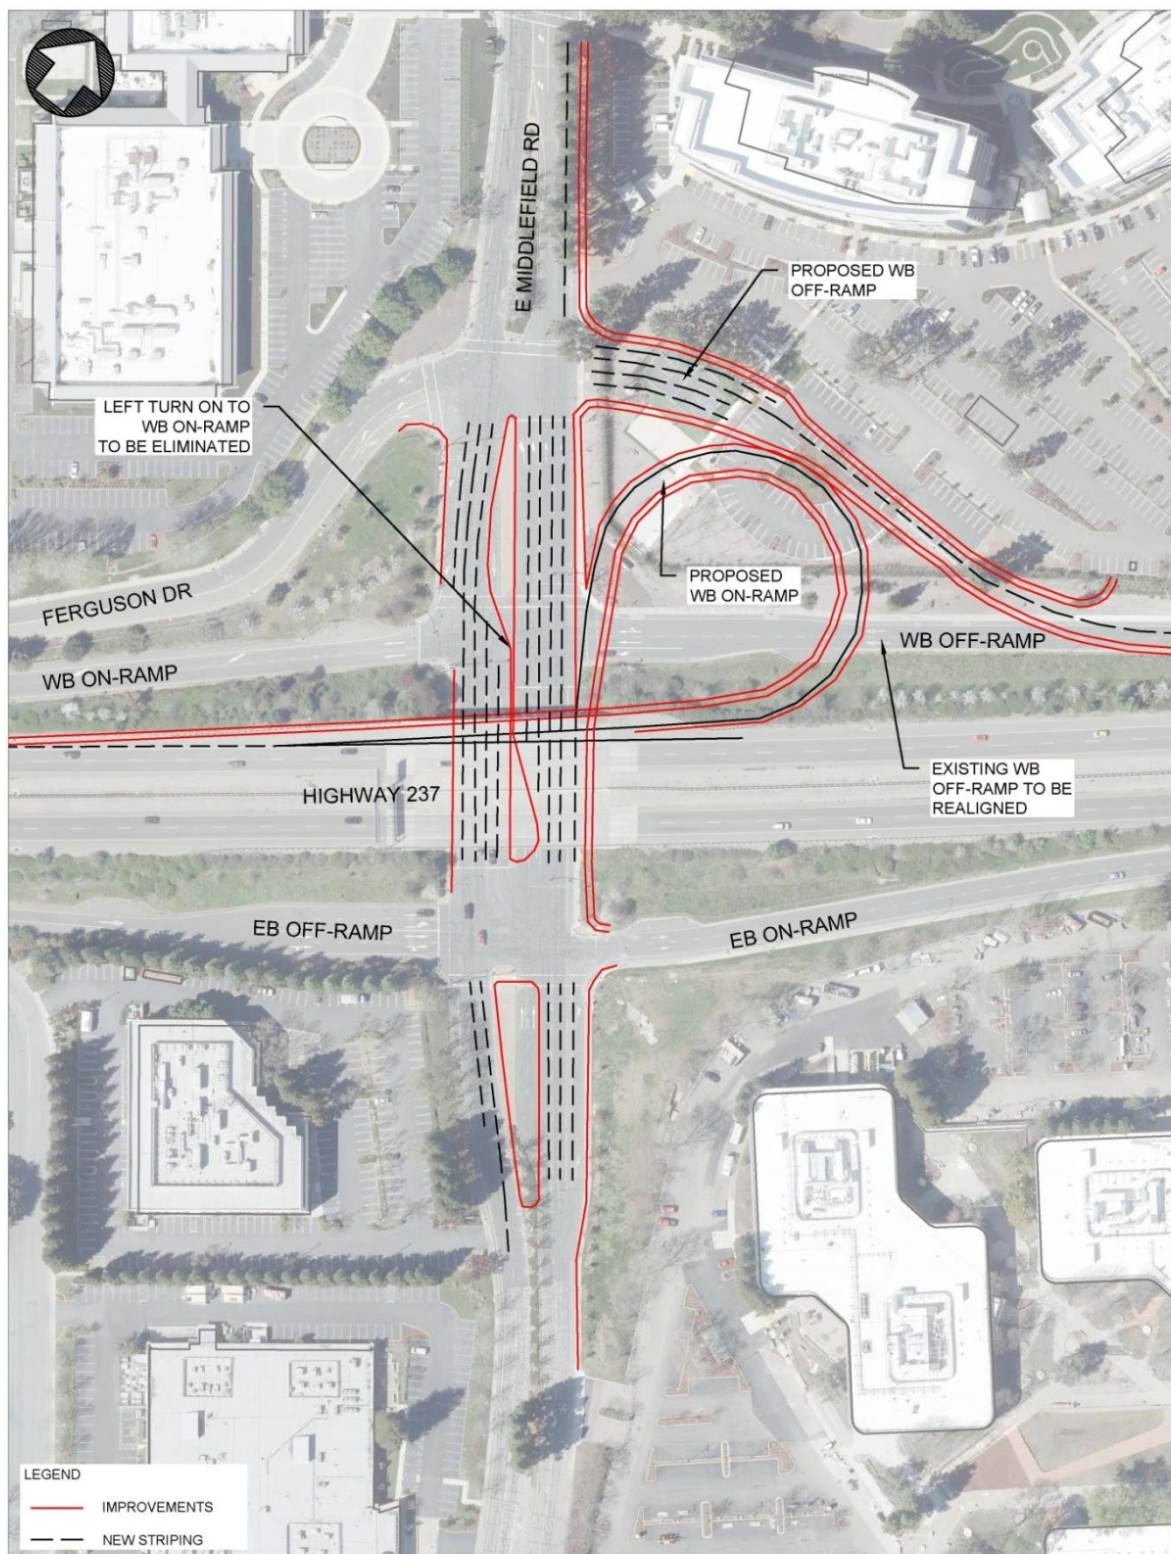 E MIDDLEFIELD RD
PROPOSED WB
OFF-RAMP
LEFT TURN ON TO
WB ON-RAMP
TO BE ELIMINATED
PROPOSED
WB ON-RAMP
FERGUSON DR
WB OFF-RAMP
WB ON-RAMP
EXISTING WB
OFF-RAMP TO BE
REALIGNED
HIGHWAY 237
EB OFF-RAMP
EB ON-RAMP
LEGEND
IMPROVEMENTS
NEW STRIPING